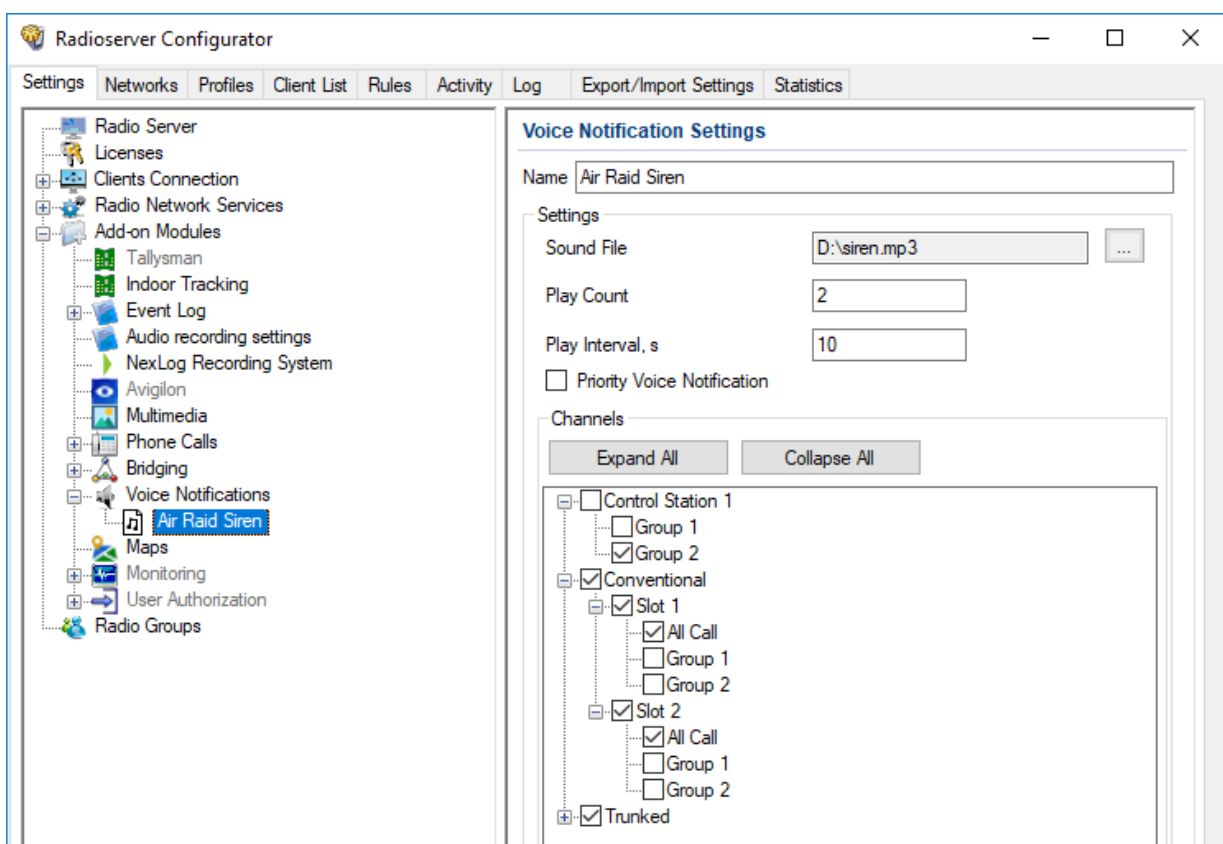 Radioserver Configurator
Settings Networks Profiles Client List Rules Activity Log Export/Import Settings Statistics
Radio Server
Licenses
Clients Connection
Radio Network Services
Add-on Modules
Tallysman
Indoor Tracking
Event Log
Audio recording settings
NexLog Recording System
Avigilon
Multimedia
Phone Calls
Bridging
Voice Notifications
Air Raid Siren
Maps
Monitoring
User Authorization
Radio Groups
Voice Notification Settings
Name Air Raid Siren
Settings
Sound File D:\siren.mp3 ...
Play Count 2
Play Interval, s 10
Priority Voice Notification
Channels
Expand All Collapse All
Control Station 1
Group 1
Group 2
Conventional
Slot 1
All Call
Group 1
Group 2
Slot 2
All Call
Group 1
Group 2
Trunked